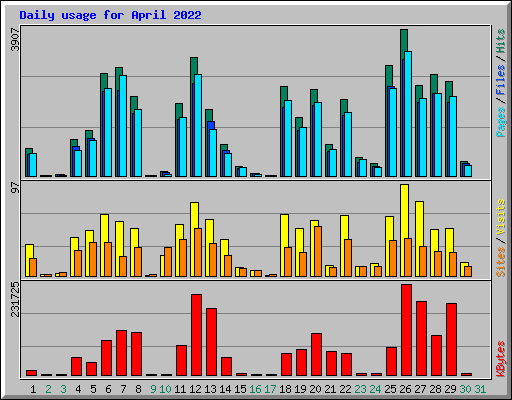 Daily usage for April 2022
3907
Pages / Files / Hits
97
Sites / Visits
231725
KBytes
1 2 3 4 5 6 7 8 9 10 11 12 13 14 15 16 17 18 19 20 21 22 23 24 25 26 27 28 29 30 31